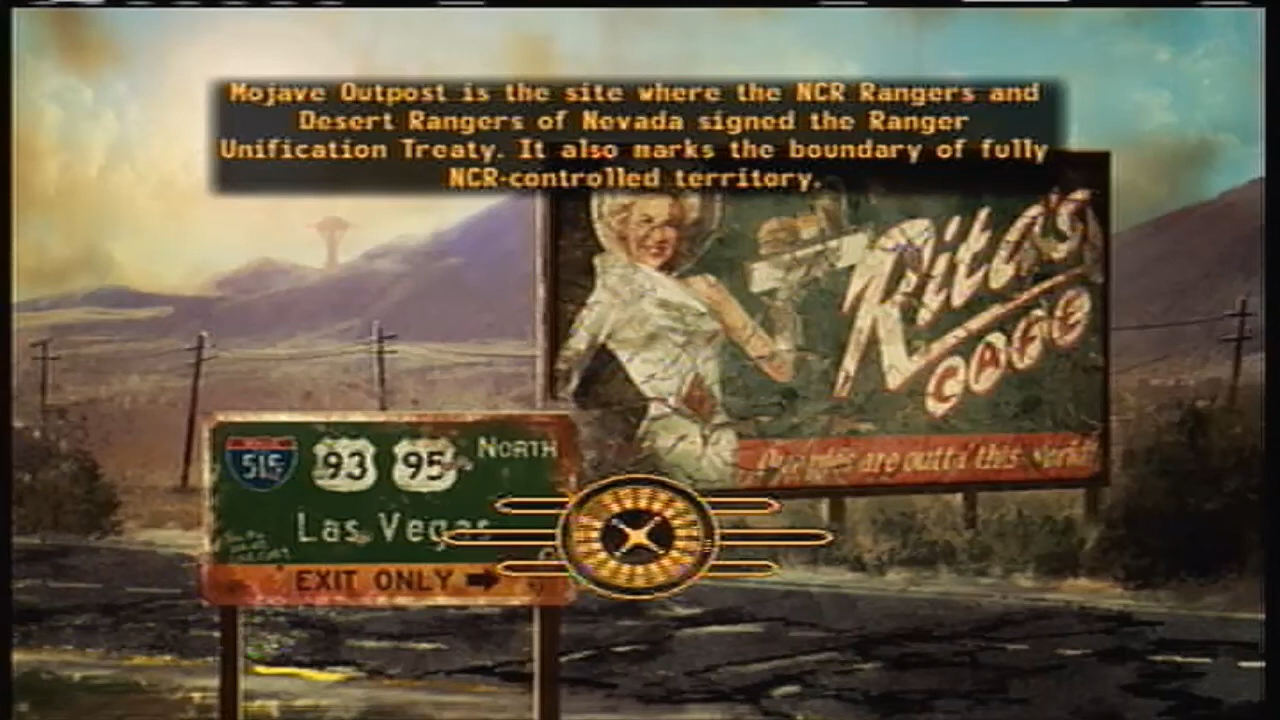 Mojave Outpost is the site where the NCR Rangers and
Desert Rangers of Nevada signed the Ranger
Unification Treaty. It also marks the boundary of fully
NCR-controlled territory.
Rita's
CAFE
Our pies are outta this world!
515
93
95
NORTH
Las Vegas
EXIT ONLY